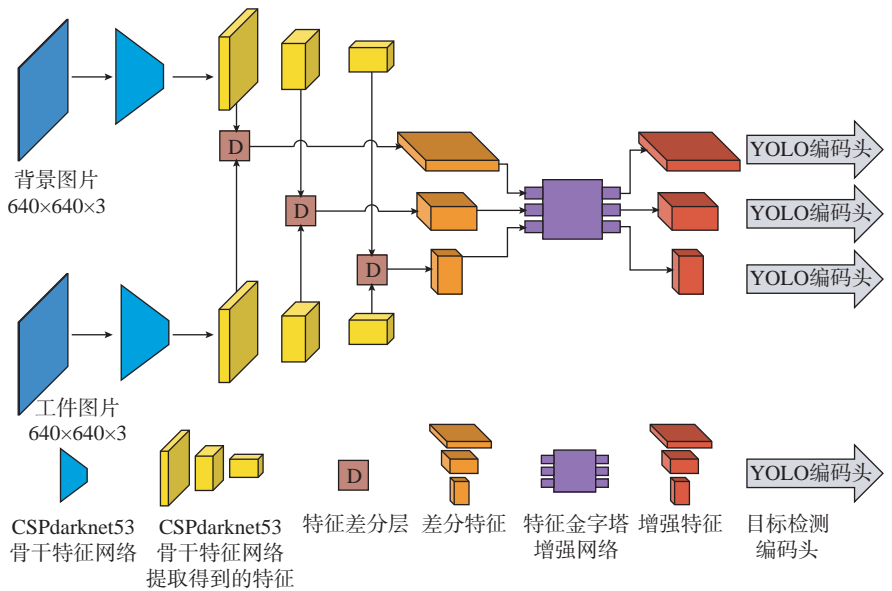 背景图片
640×640×3
D
D
D
YOLO编码头
YOLO编码头
YOLO编码头
工件图片
640×640×3
D
YOLO编码头
CSPdarknet53
骨干特征网络
CSPdarknet53
骨干特征网络
提取得到的特征
特征差分层
差分特征
特征金字塔
增强网络
增强特征
目标检测
编码头